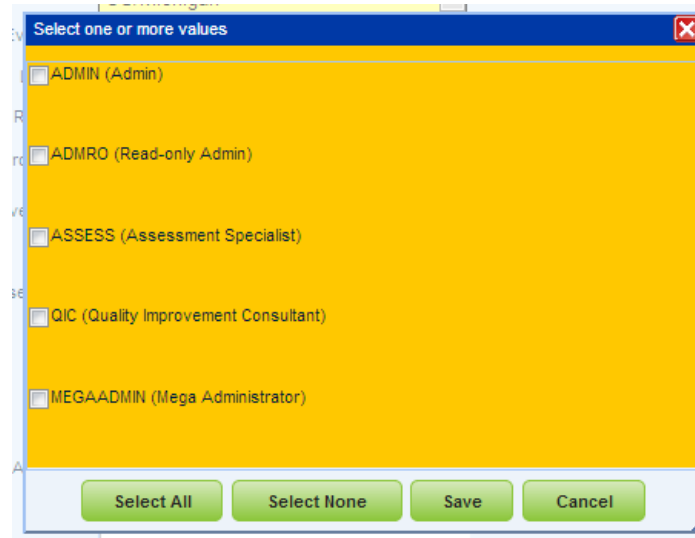 Select one or more values
ADMIN (Admin)
ADMRO (Read-only Admin)
ASSESS (Assessment Specialist)
QIC (Quality Improvement Consultant)
MEGAADMIN (Mega Administrator)
Select All Select None Save Cancel